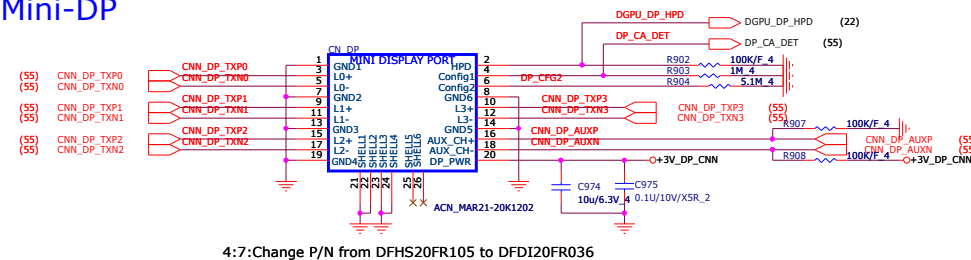 Mini-DP
DGPU_DP_HPD
DGPU_DP_HPD (22)
DP_CA_DET
DP_CA_DET (55)
CN_DP
MINI DISPLAY PORT
1 GND1 HPD 2
3 L0+ Config1 4
5 L0- Config2 6
7 GND2 GND6 8
9 L1+ L3+ 10
11 L1- L3- 12
13 GND3 GND5 14
15 L2+ AUX_CH+ 16
17 L2- AUX_CH- 18
19 GND4 DP_PWR 20
SHELL1 SHELL2 SHELL3 SHELL4 SHELL5 SHELL6
21 22 23 24 25 26
(55) CNN_DP_TXP0 CNN_DP_TXP0
(55) CNN_DP_TXN0 CNN_DP_TXN0
(55) CNN_DP_TXP1 CNN_DP_TXP1
(55) CNN_DP_TXN1 CNN_DP_TXN1
(55) CNN_DP_TXP2 CNN_DP_TXP2
(55) CNN_DP_TXN2 CNN_DP_TXN2
R902 100K/F_4
R903 1M_4
DP_CFG2 R904 5.1M_4
CNN_DP_TXP3 CNN_DP_TXP3 (55)
CNN_DP_TXN3 CNN_DP_TXN3 (55)
R907 100K/F_4
CNN_DP_AUXP CNN_DP_AUXP (55
CNN_DP_AUXN CNN_DP_AUXN (55
R908 100K/F_4 +3V_DP_CNN
+3V_DP_CNN
C974
10u/6.3V_4
C975
0.1U/10V/X5R_2
ACN_MAR21-20K1202
4:7:Change P/N from DFHS20FR105 to DFDI20FR036